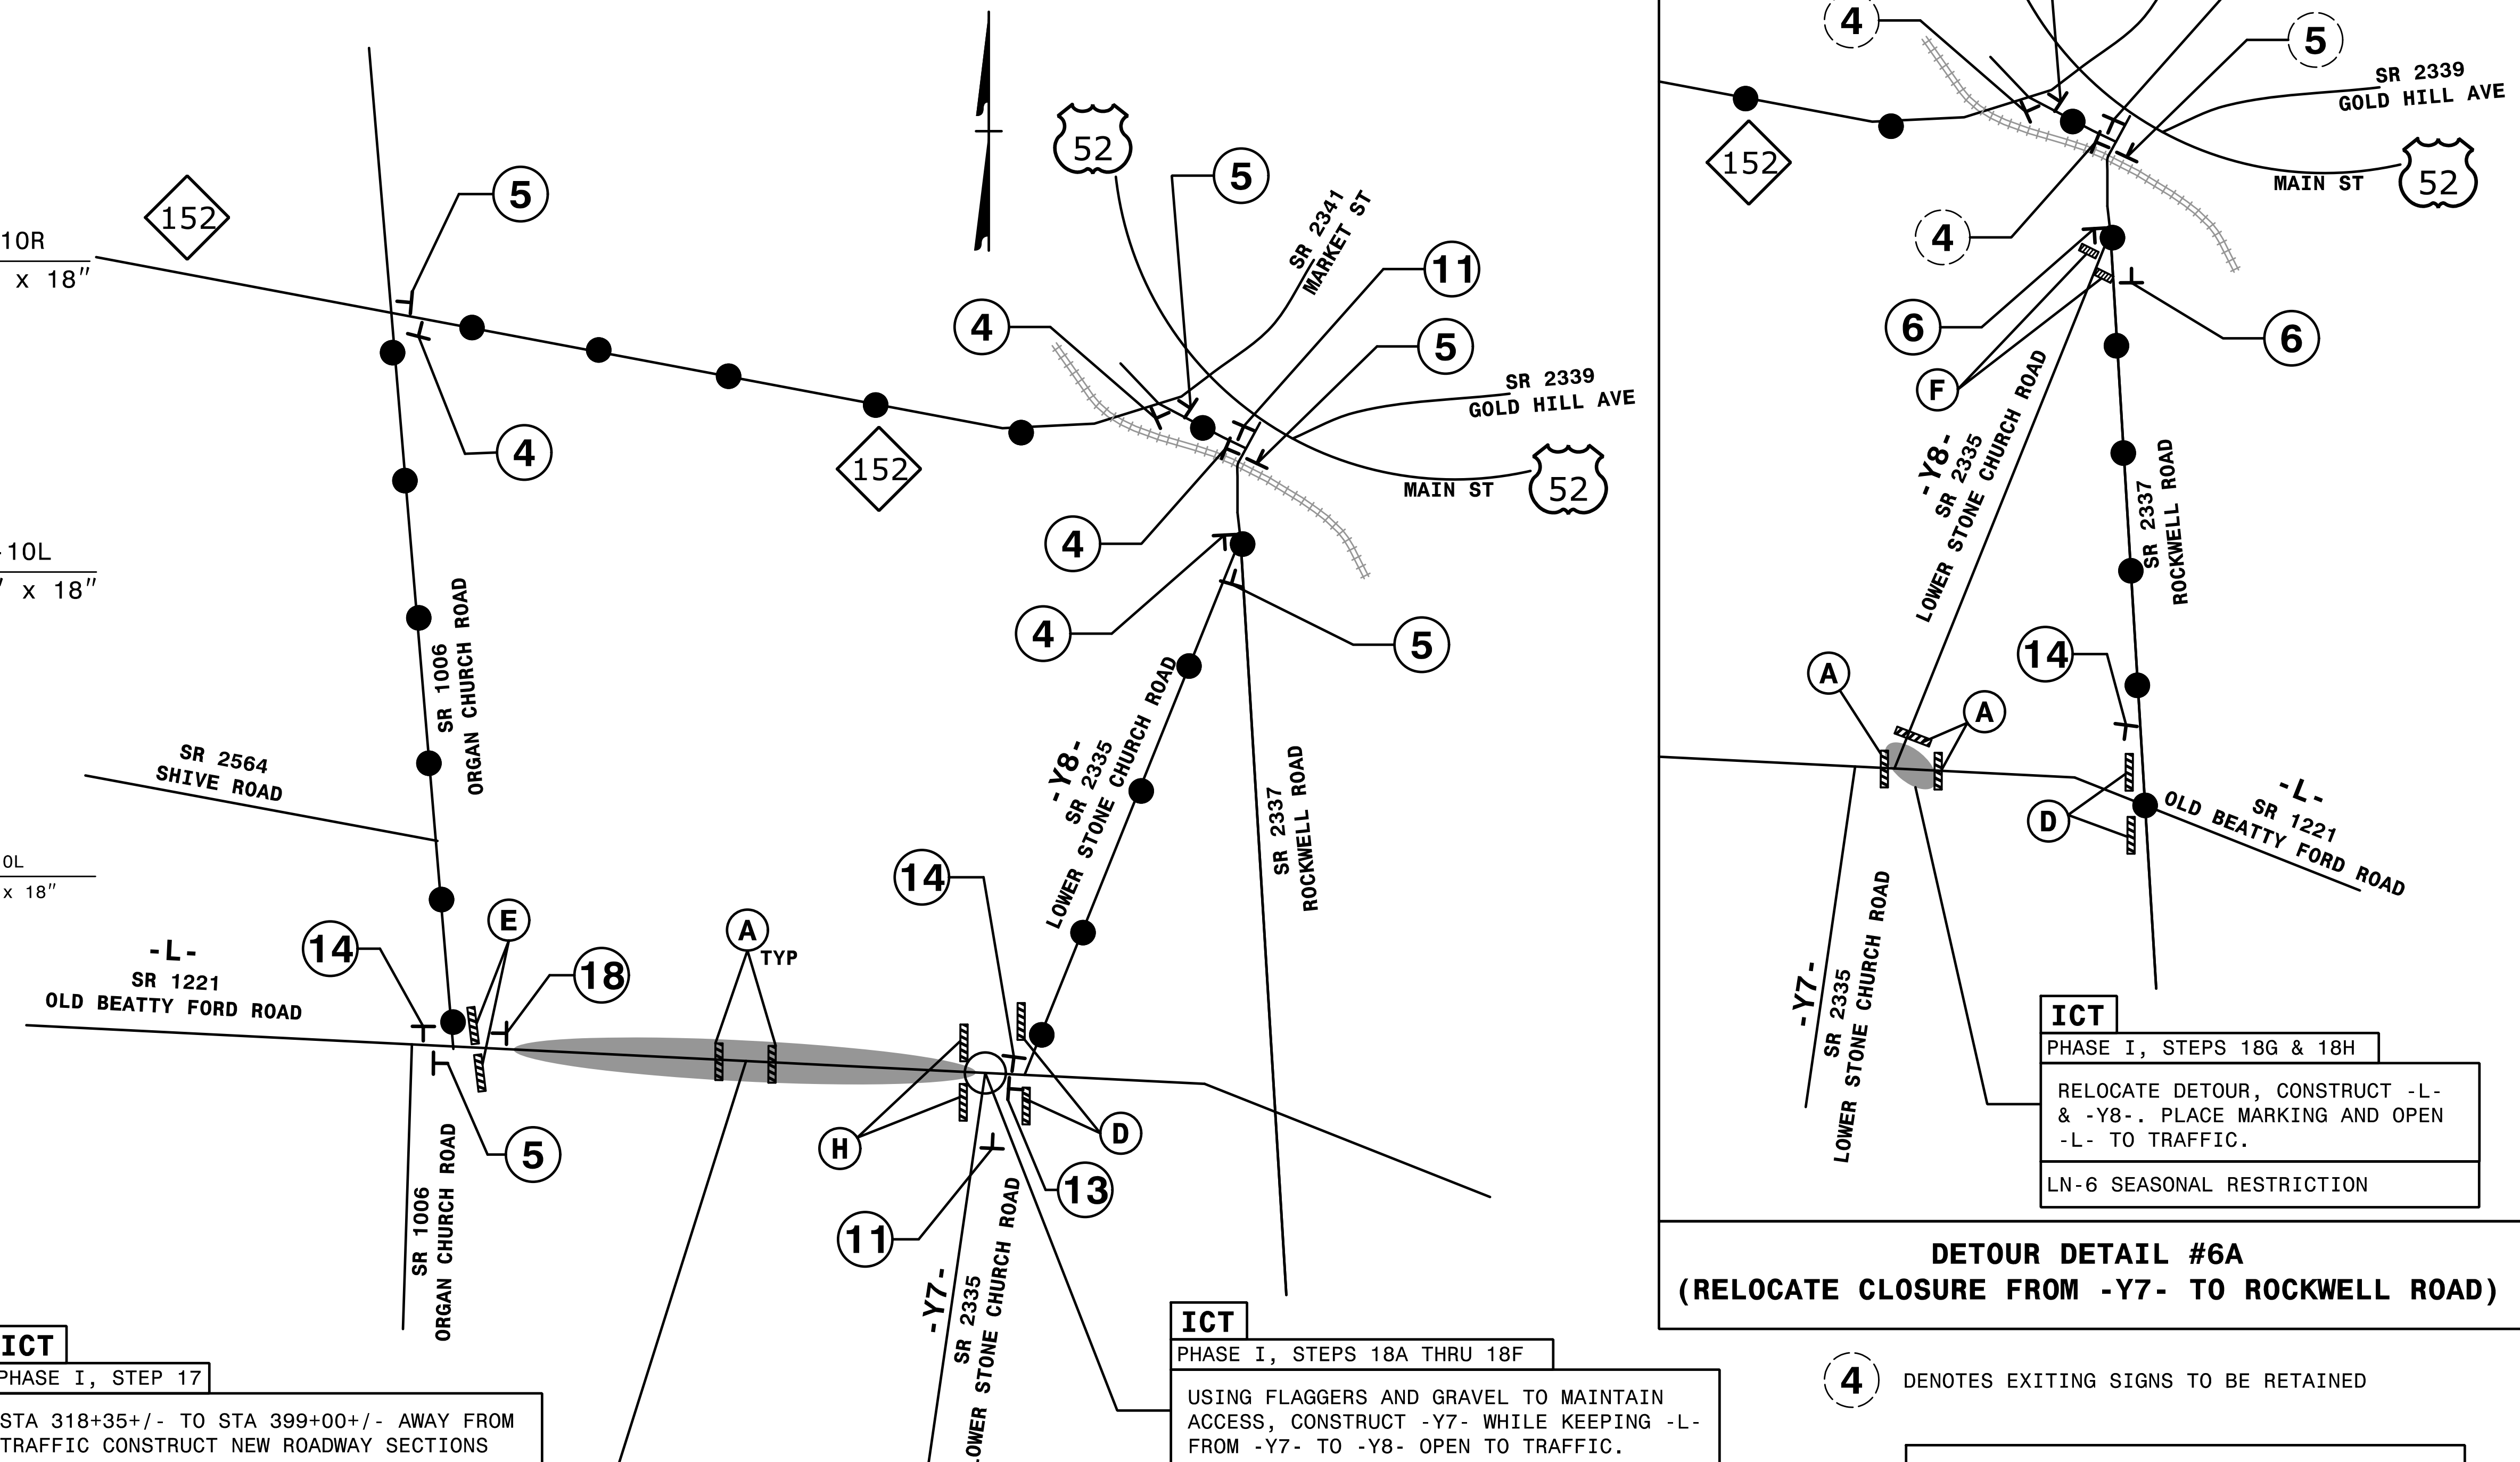 10R
x 18"
-10L
x 18"
0L
x 18"
152
5
4
52
5
SR 2341
MARKET ST
11
4
5
SR 2339
GOLD HILL AVE
152
MAIN ST
52
4
4
5
SR 1006
ORGAN CHURCH ROAD
SR 2564
SHIVE ROAD
-Y8-
SR 2335
LOWER STONE CHURCH ROAD
SR 2337
ROCKWELL ROAD
14
E
18
A
TYP
14
-L-
SR 1221
OLD BEATTY FORD ROAD
5
H
D
13
11
SR 1006
ORGAN CHURCH ROAD
-Y7-
SR 2335
LOWER STONE CHURCH ROAD
ICT
PHASE I, STEP 17
STA 318+35+/- TO STA 399+00+/- AWAY FROM
TRAFFIC CONSTRUCT NEW ROADWAY SECTIONS
ICT
PHASE I, STEPS 18A THRU 18F
USING FLAGGERS AND GRAVEL TO MAINTAIN
ACCESS, CONSTRUCT -Y7- WHILE KEEPING -L-
FROM -Y7- TO -Y8- OPEN TO TRAFFIC.
4
5
SR 2339
GOLD HILL AVE
152
MAIN ST
52
4
6
6
F
-Y8-
SR 2335
LOWER STONE CHURCH ROAD
SR 2337
ROCKWELL ROAD
14
A
A
D
-L-
SR 1221
OLD BEATTY FORD ROAD
-Y7-
SR 2335
LOWER STONE CHURCH ROAD
ICT
PHASE I, STEPS 18G & 18H
RELOCATE DETOUR, CONSTRUCT -L-
& -Y8-. PLACE MARKING AND OPEN
-L- TO TRAFFIC.
LN-6 SEASONAL RESTRICTION
DETOUR DETAIL #6A
(RELOCATE CLOSURE FROM -Y7- TO ROCKWELL ROAD)
4
DENOTES EXITING SIGNS TO BE RETAINED